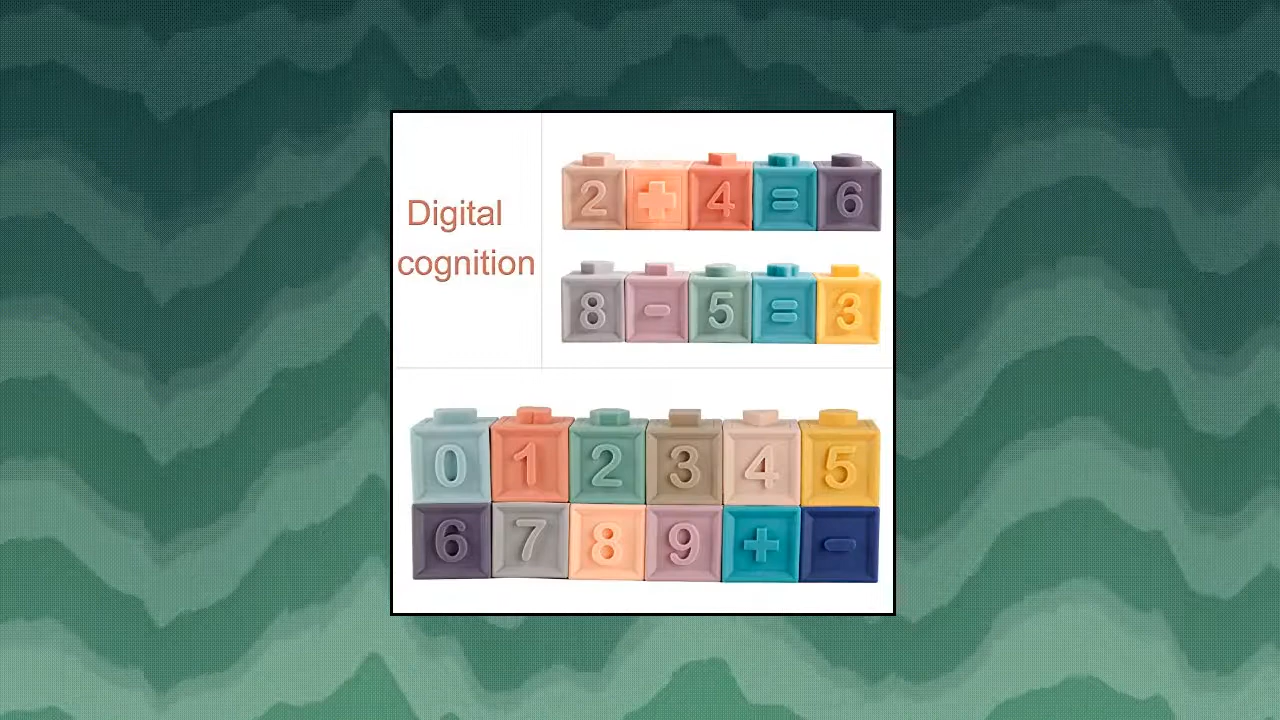 Digital
cognition
2 + 4 = 6
8 - 5 = 3
0 1 2 3 4 5
6 7 8 9 + -